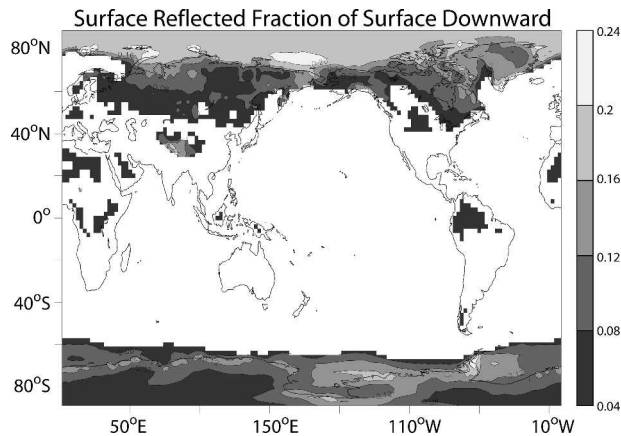 Surface Reflected Fraction of Surface Downward
80°N
40°N
0°
40°S
80°S
50°E
150°E
110°W
10°W
0.24
0.2
0.16
0.12
0.08
0.04